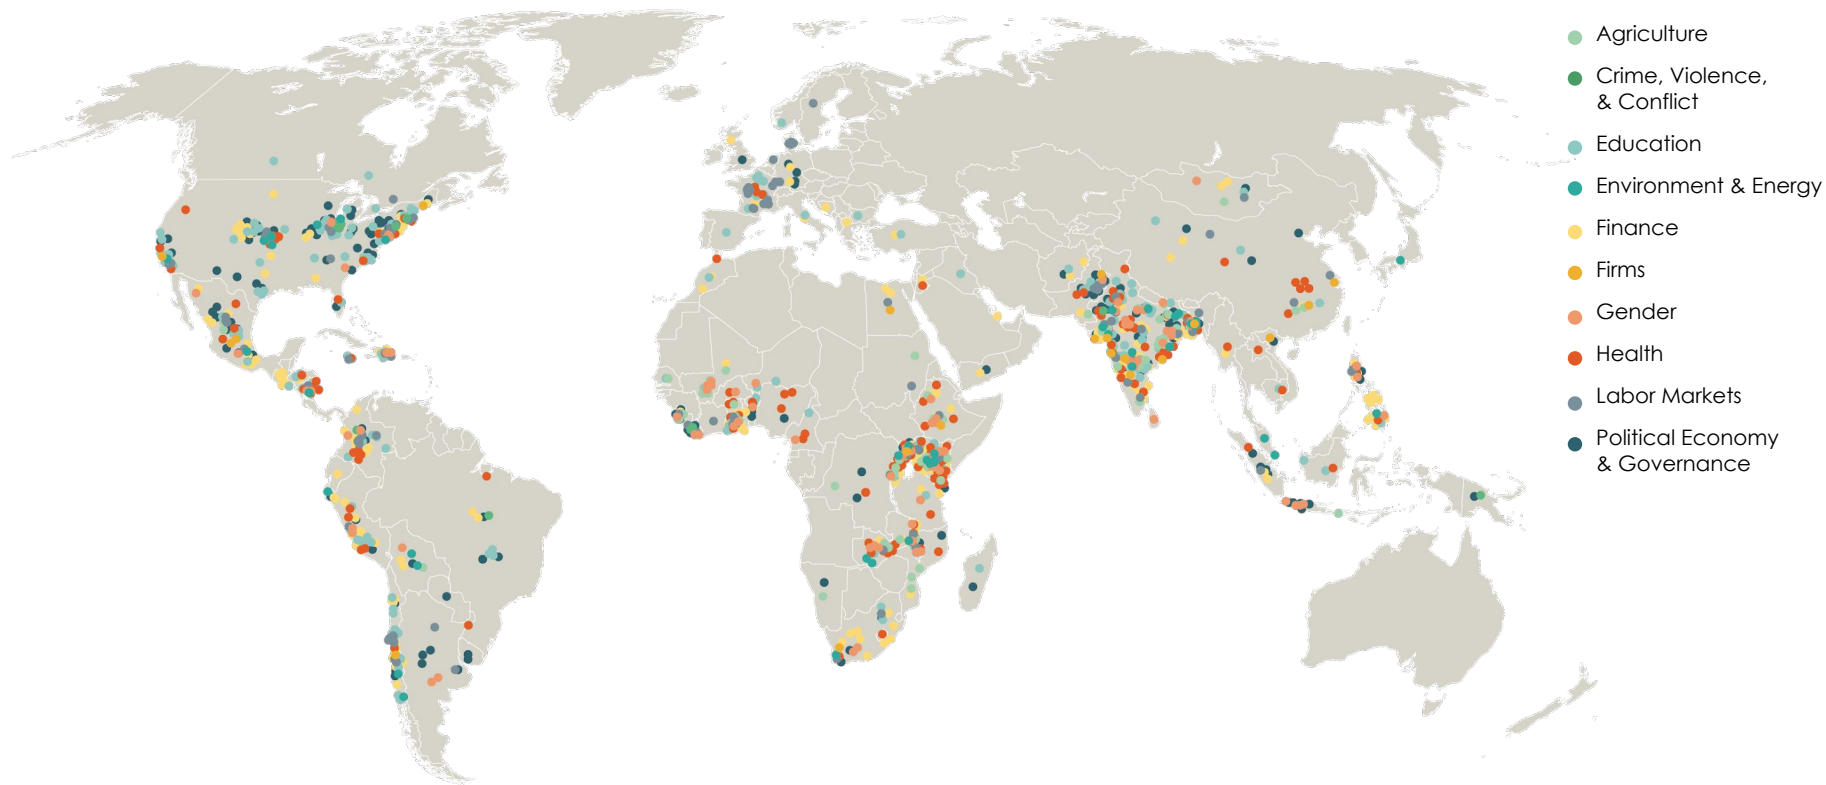 Agriculture
Crime, Violence,
& Conflict
Education
Environment & Energy
Finance
Firms
Gender
Health
Labor Markets
Political Economy
& Governance